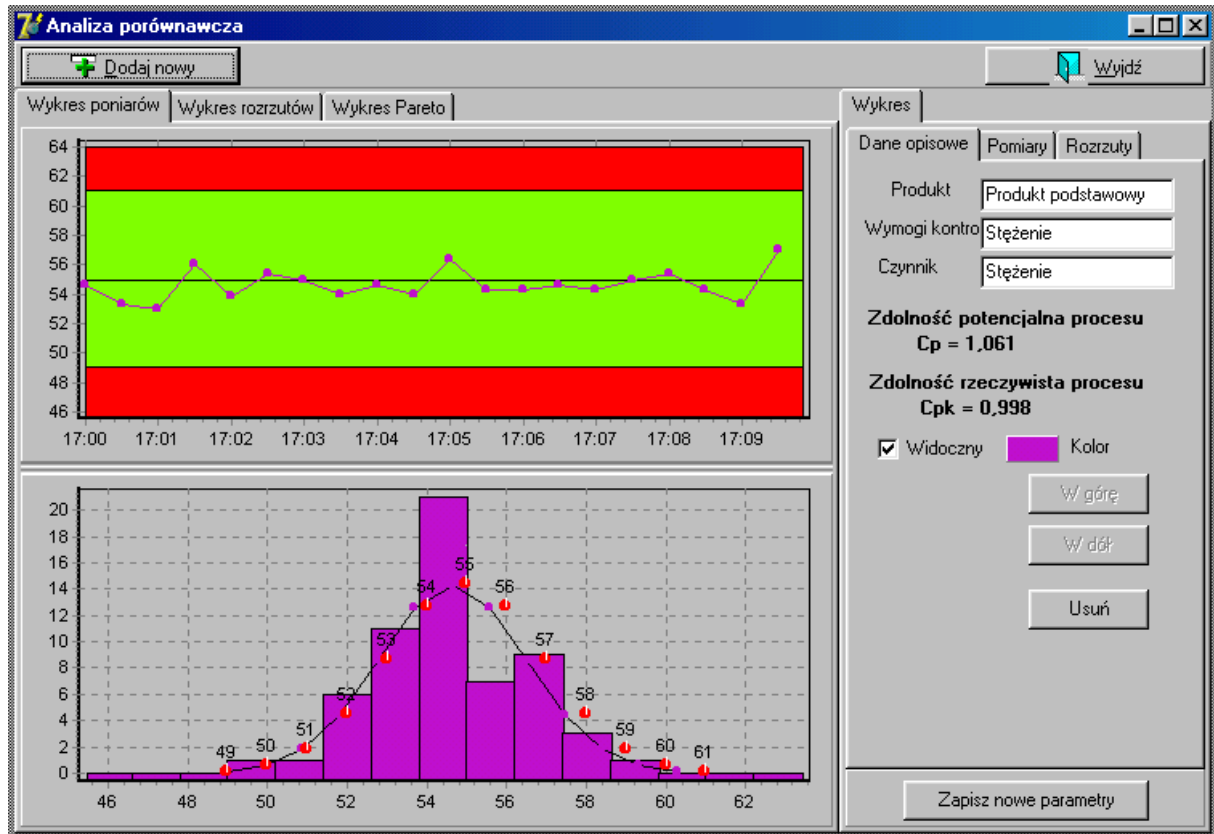 Analiza porównawcza
Dodaj nowy
Wyjdź
Wykres poniarów Wykres rozrzutów Wykres Pareto
64
62
60
58
56
54
52
50
48
46
17:00 17:01 17:02 17:03 17:04 17:05 17:06 17:07 17:08 17:09
20
18
16
14
12
10
8
6
4
2
0
49 50 51 52 53 54 55 56 57 58 59 60 61
46 48 50 52 54 56 58 60 62
Wykres
Dane opisowe Pomiary Rozrzuty
Produkt Produkt podstawowy
Wymogi kontro Stężenie
Czynnik Stężenie
Zdolność potencjalna procesu
Cp = 1,061
Zdolność rzeczywista procesu
Cpk = 0,998
Widoczny Kolor
W górę
W dół
Usuń
Zapisz nowe parametry